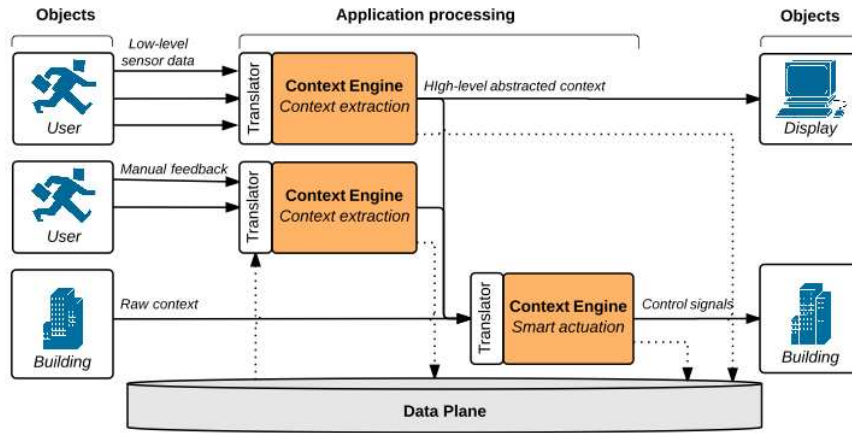 Objects
Application processing
Objects
Low-level
sensor data
User
Translator
Context Engine
Context extraction
HIgh-level abstracted context
Display
Manual feedback
User
Translator
Context Engine
Context extraction
Raw context
Building
Translator
Context Engine
Smart actuation
Control signals
Building
Data Plane